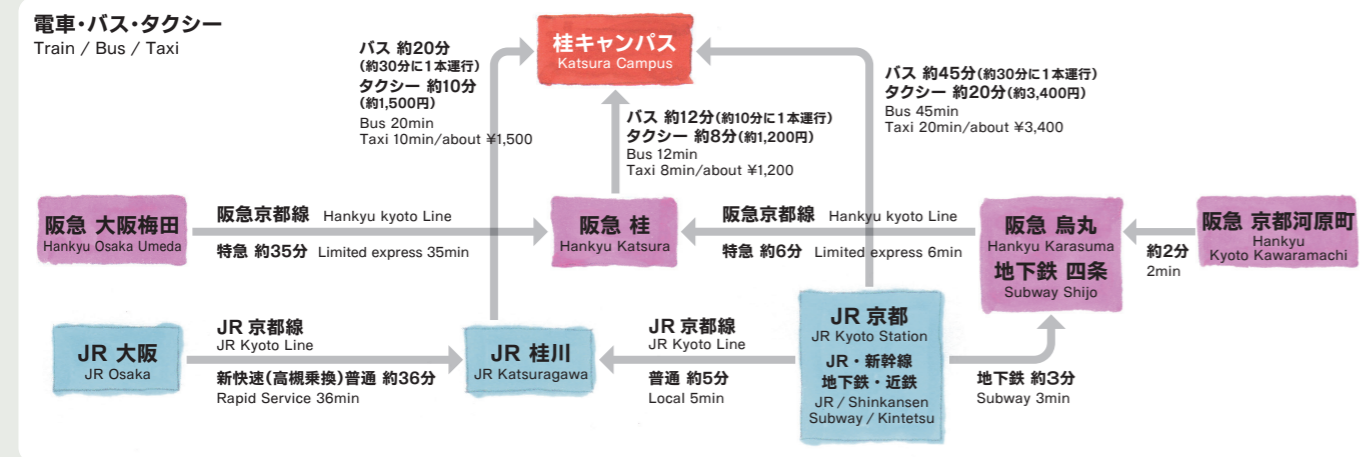 電車・バス・タクシー
Train / Bus / Taxi
バス 約20分
(約30分に1本運行)
タクシー 約10分
(約1,500円)
Bus 20min
Taxi 10min/about ¥1,500
桂キャンパス
Katsura Campus
バス 約12分(約10分に1本運行)
タクシー 約8分(約1,200円)
Bus 12min
Taxi 8min/about ¥1,200
バス 約45分(約30分に1本運行)
タクシー 約20分(約3,400円)
Bus 45min
Taxi 20min/about ¥3,400
阪急 大阪梅田
Hankyu Osaka Umeda
阪急京都線 Hankyu kyoto Line
特急 約35分 Limited express 35min
阪急 桂
Hankyu Katsura
阪急京都線 Hankyu kyoto Line
特急 約6分 Limited express 6min
阪急 烏丸
Hankyu Karasuma
地下鉄 四条
Subway Shijo
約2分
2min
阪急 京都河原町
Hankyu
Kyoto Kawaramachi
JR 大阪
JR Osaka
JR 京都線
JR Kyoto Line
新快速(高槻乗換)普通 約36分
Rapid Service 36min
JR 桂川
JR Katsuragawa
JR 京都線
JR Kyoto Line
普通 約5分
Local 5min
JR 京都
JR Kyoto Station
JR・新幹線
地下鉄・近鉄
JR / Shinkansen
Subway / Kintetsu
地下鉄 約3分
Subway 3min